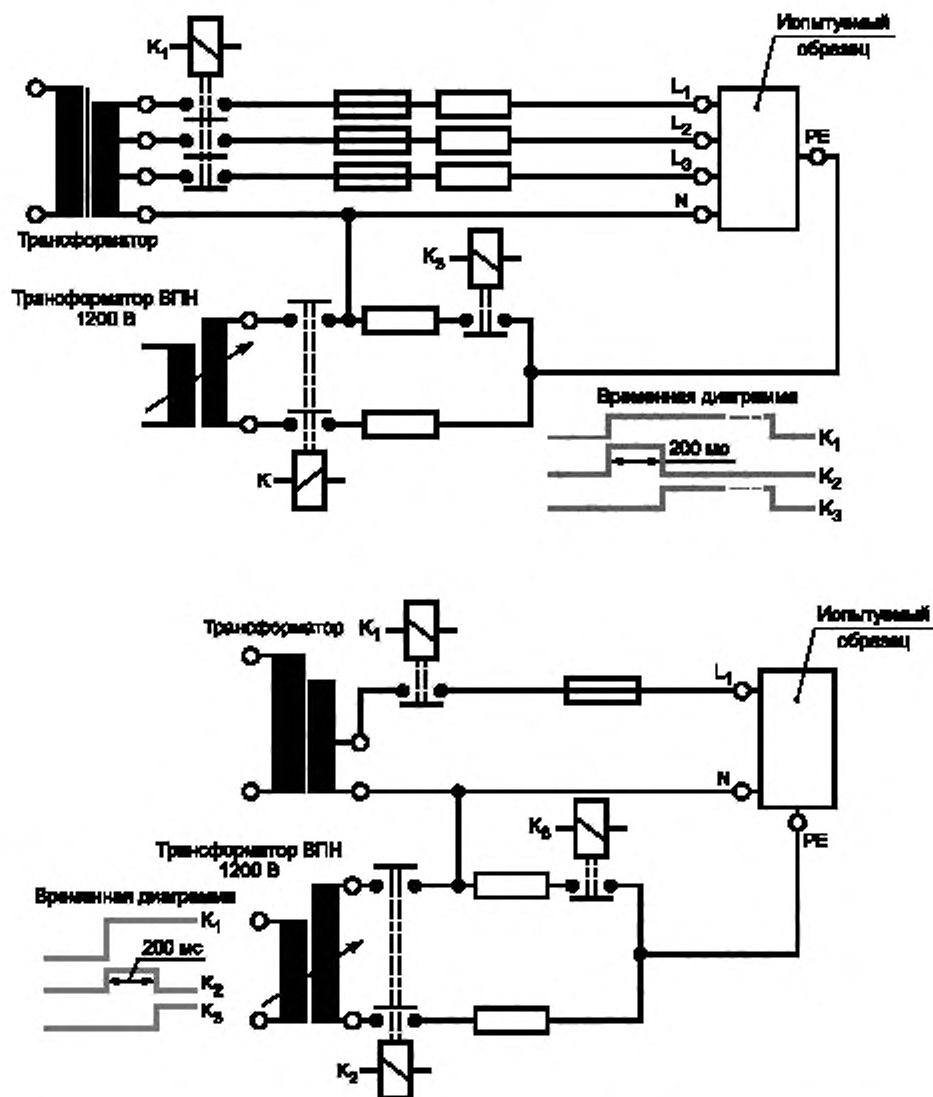 K₁
Испытуемый
образец
L₁
L₂
L₃
N
PE
Трансформатор
K₃
Трансформатор ВПН
1200 В
K
Временная диаграмма
K₁
200 мс
K₂
K₃
Трансформатор
K₁
Испытуемый
образец
L₁
N
PE
K₃
Трансформатор ВПН
1200 В
Временная диаграмма
K₁
200 мс
K₂
K₃
K₂